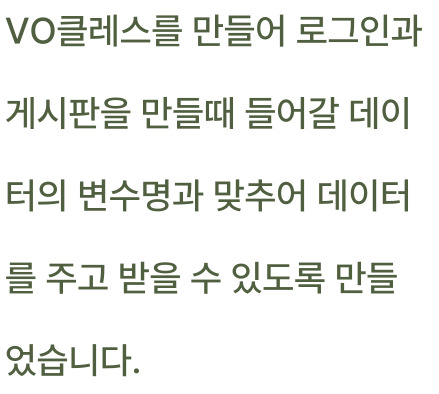 VO클레스를 만들어 로그인과
게시판을 만들때 들어갈 데이
터의 변수명과 맞추어 데이터
를 주고 받을 수 있도록 만들
었습니다.